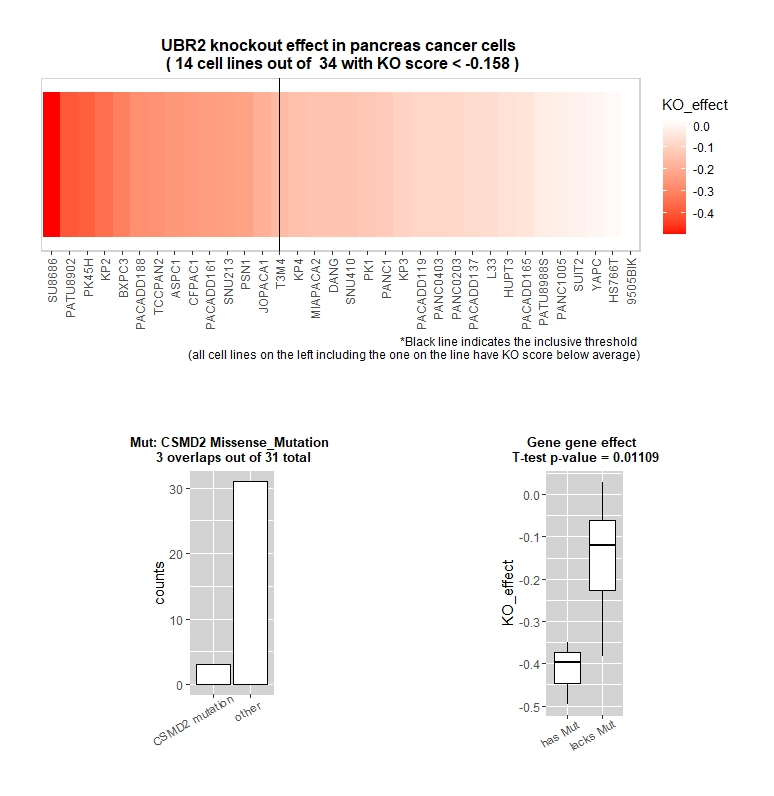 UBR2 knockout effect in pancreas cancer cells
( 14 cell lines out of  34 with KO score < -0.158 )
KO_effect
0.0
-0.1
-0.2
-0.3
-0.4
SU8686
PATU8902
PK45H
KP2
BXPC3
PACADD188
TCCPAN2
ASPC1
CFPAC1
PACADD161
SNU213
PSN1
JOPACA1
T3M4
KP4
MIAPACA2
DANG
SNU410
PK1
PANC1
KP3
PACADD119
PANC0403
PANC0203
PACADD137
L33
HUPT3
PACADD165
PATU8988S
PANC1005
SUIT2
YAPC
HS766T
9505BIK
*Black line indicates the inclusive threshold
(all cell lines on the left including the one on the line have KO score below average)
Mut: CSMD2 Missense_Mutation
3 overlaps out of 31 total
counts
30
20
10
0
CSMD2 mutation
other
Gene gene effect
T-test p-value = 0.01109
KO_effect
0.0
-0.1
-0.2
-0.3
-0.4
-0.5
has Mut
lacks Mut